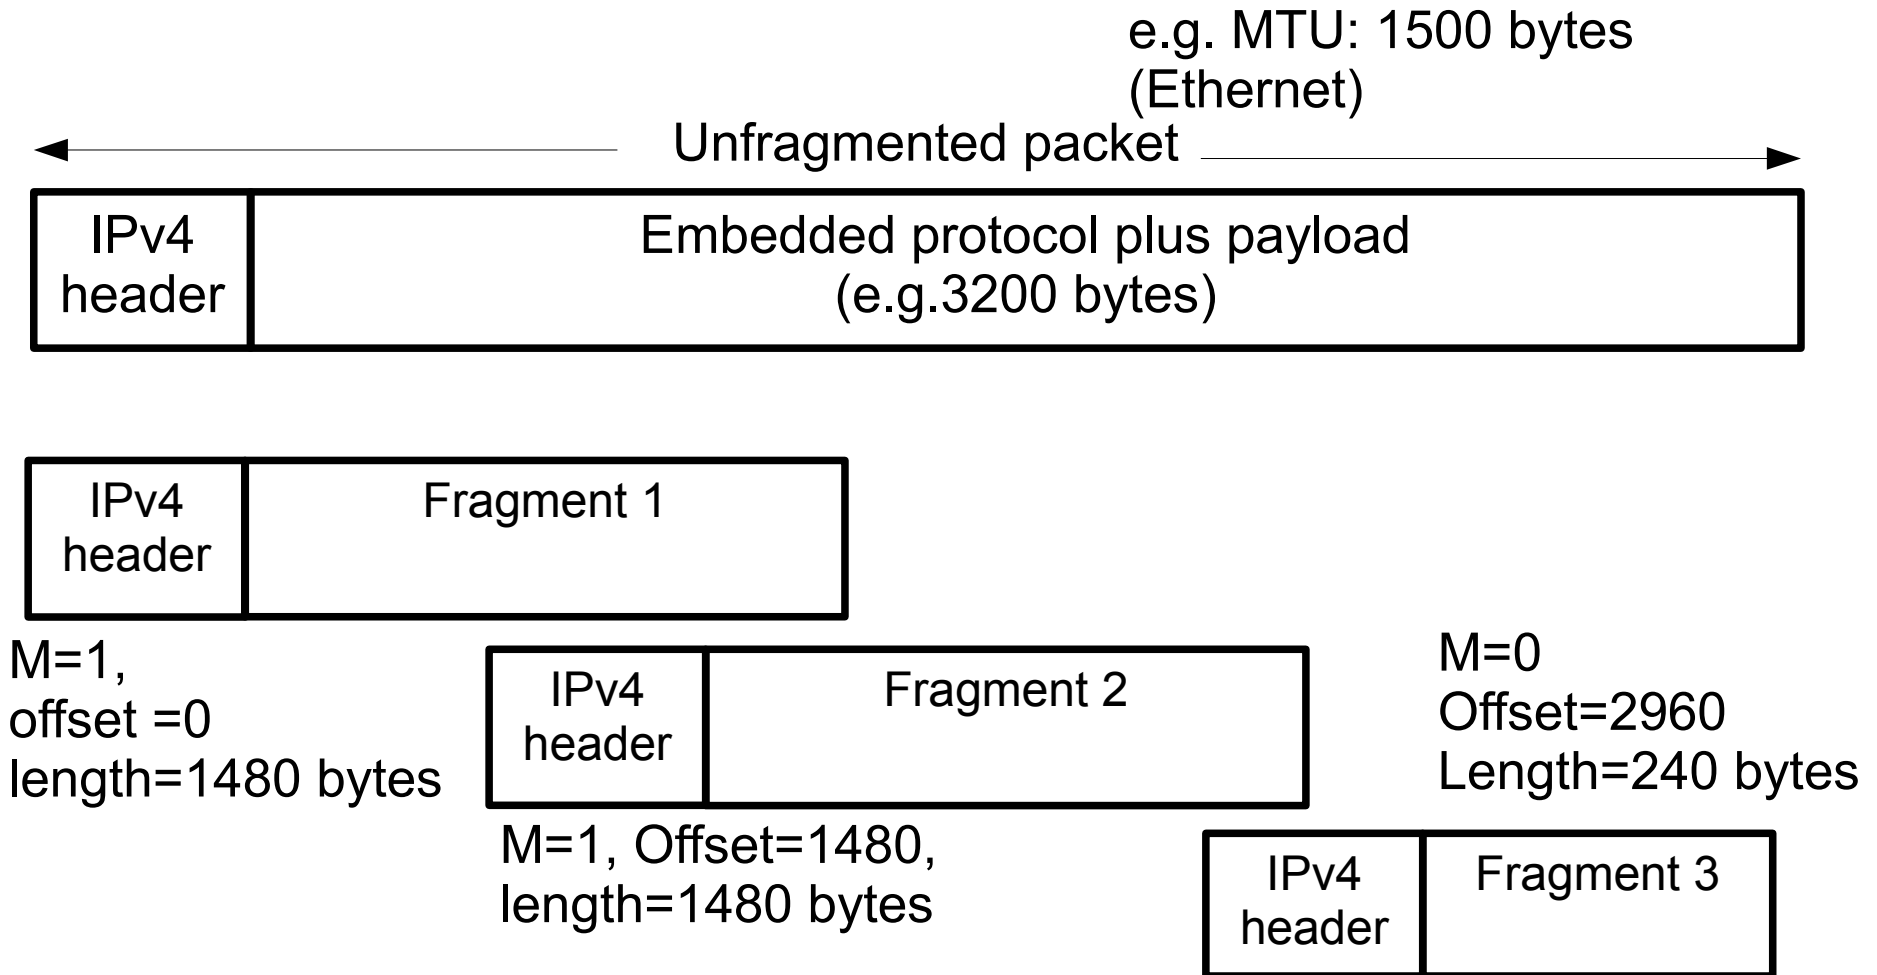 e.g. MTU: 1500 bytes
(Ethernet)
Unfragmented packet
IPv4
header
Embedded protocol plus payload
(e.g.3200 bytes)
IPv4
header
Fragment 1
M=1,
offset =0
length=1480 bytes
IPv4
header
Fragment 2
M=1, Offset=1480,
length=1480 bytes
M=0
Offset=2960
Length=240 bytes
IPv4
header
Fragment 3